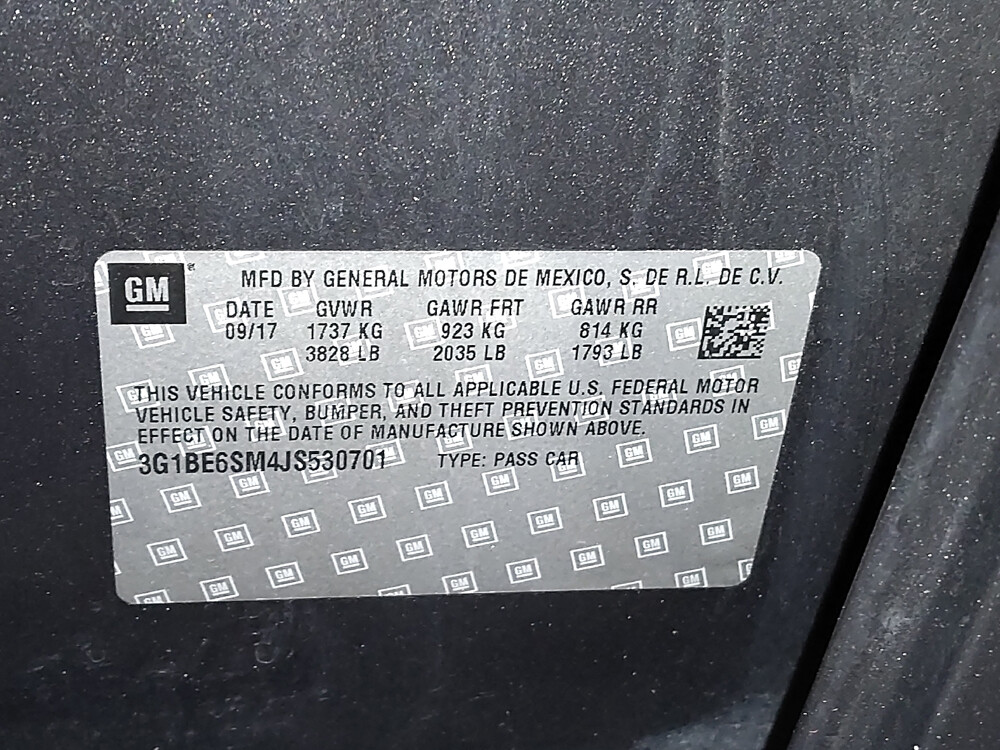 GM
MFD BY GENERAL MOTORS DE MEXICO, S. DE R.L. DE C.V.
DATE GVWR GAWR FRT GAWR RR
09/17 1737 KG 923 KG 814 KG
3828 LB 2035 LB 1793 LB
THIS VEHICLE CONFORMS TO ALL APPLICABLE U.S. FEDERAL MOTOR
VEHICLE SAFETY, BUMPER, AND THEFT PREVENTION STANDARDS IN
EFFECT ON THE DATE OF MANUFACTURE SHOWN ABOVE.
3G1BE6SM4JS530701 TYPE: PASS CAR